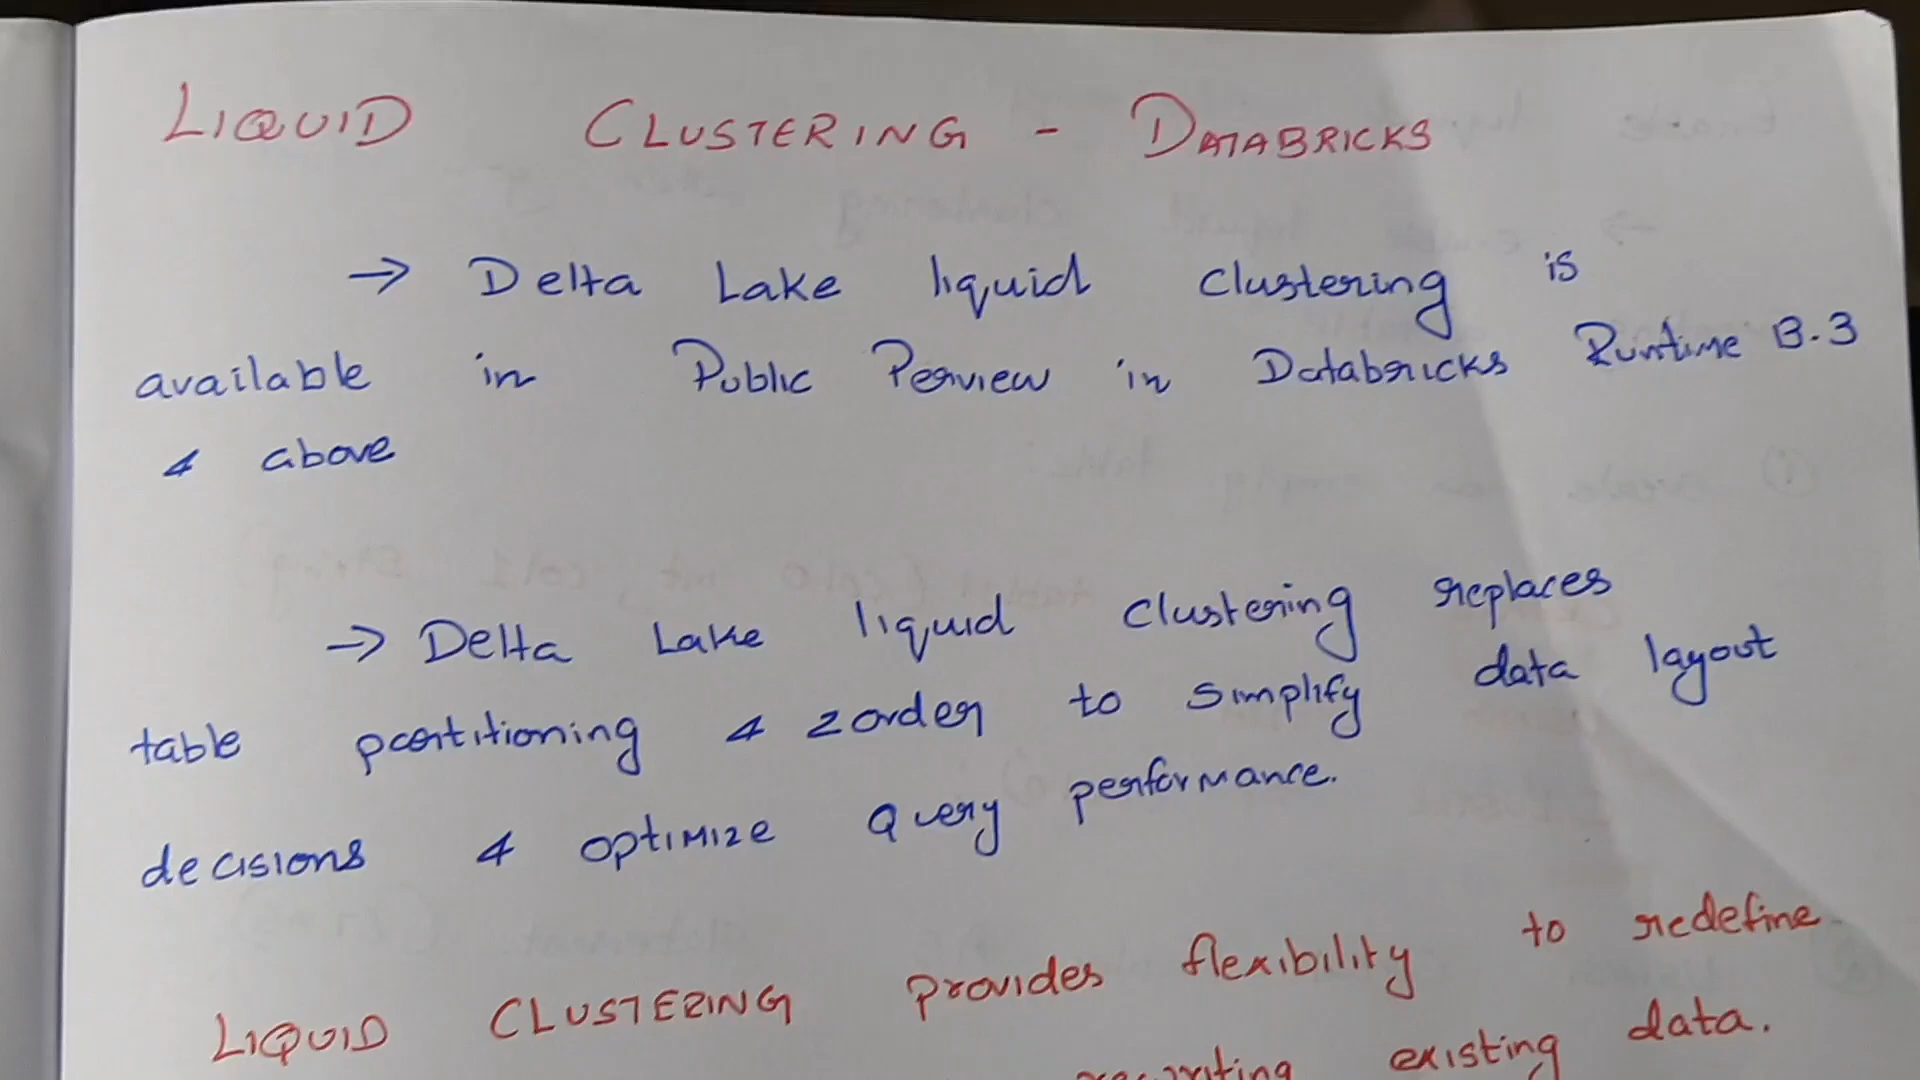 LIQUID CLUSTERING - DATABRICKS
→ Delta Lake liquid clustering is
available in Public Perview in Databricks Runtime 13.3
& above
→ Delta Lake liquid clustering replaces
table partitioning & zorder to simplify data layout
decisions & optimize query performance.
LIQUID CLUSTERING provides flexibility to redefine
rewriting existing data.